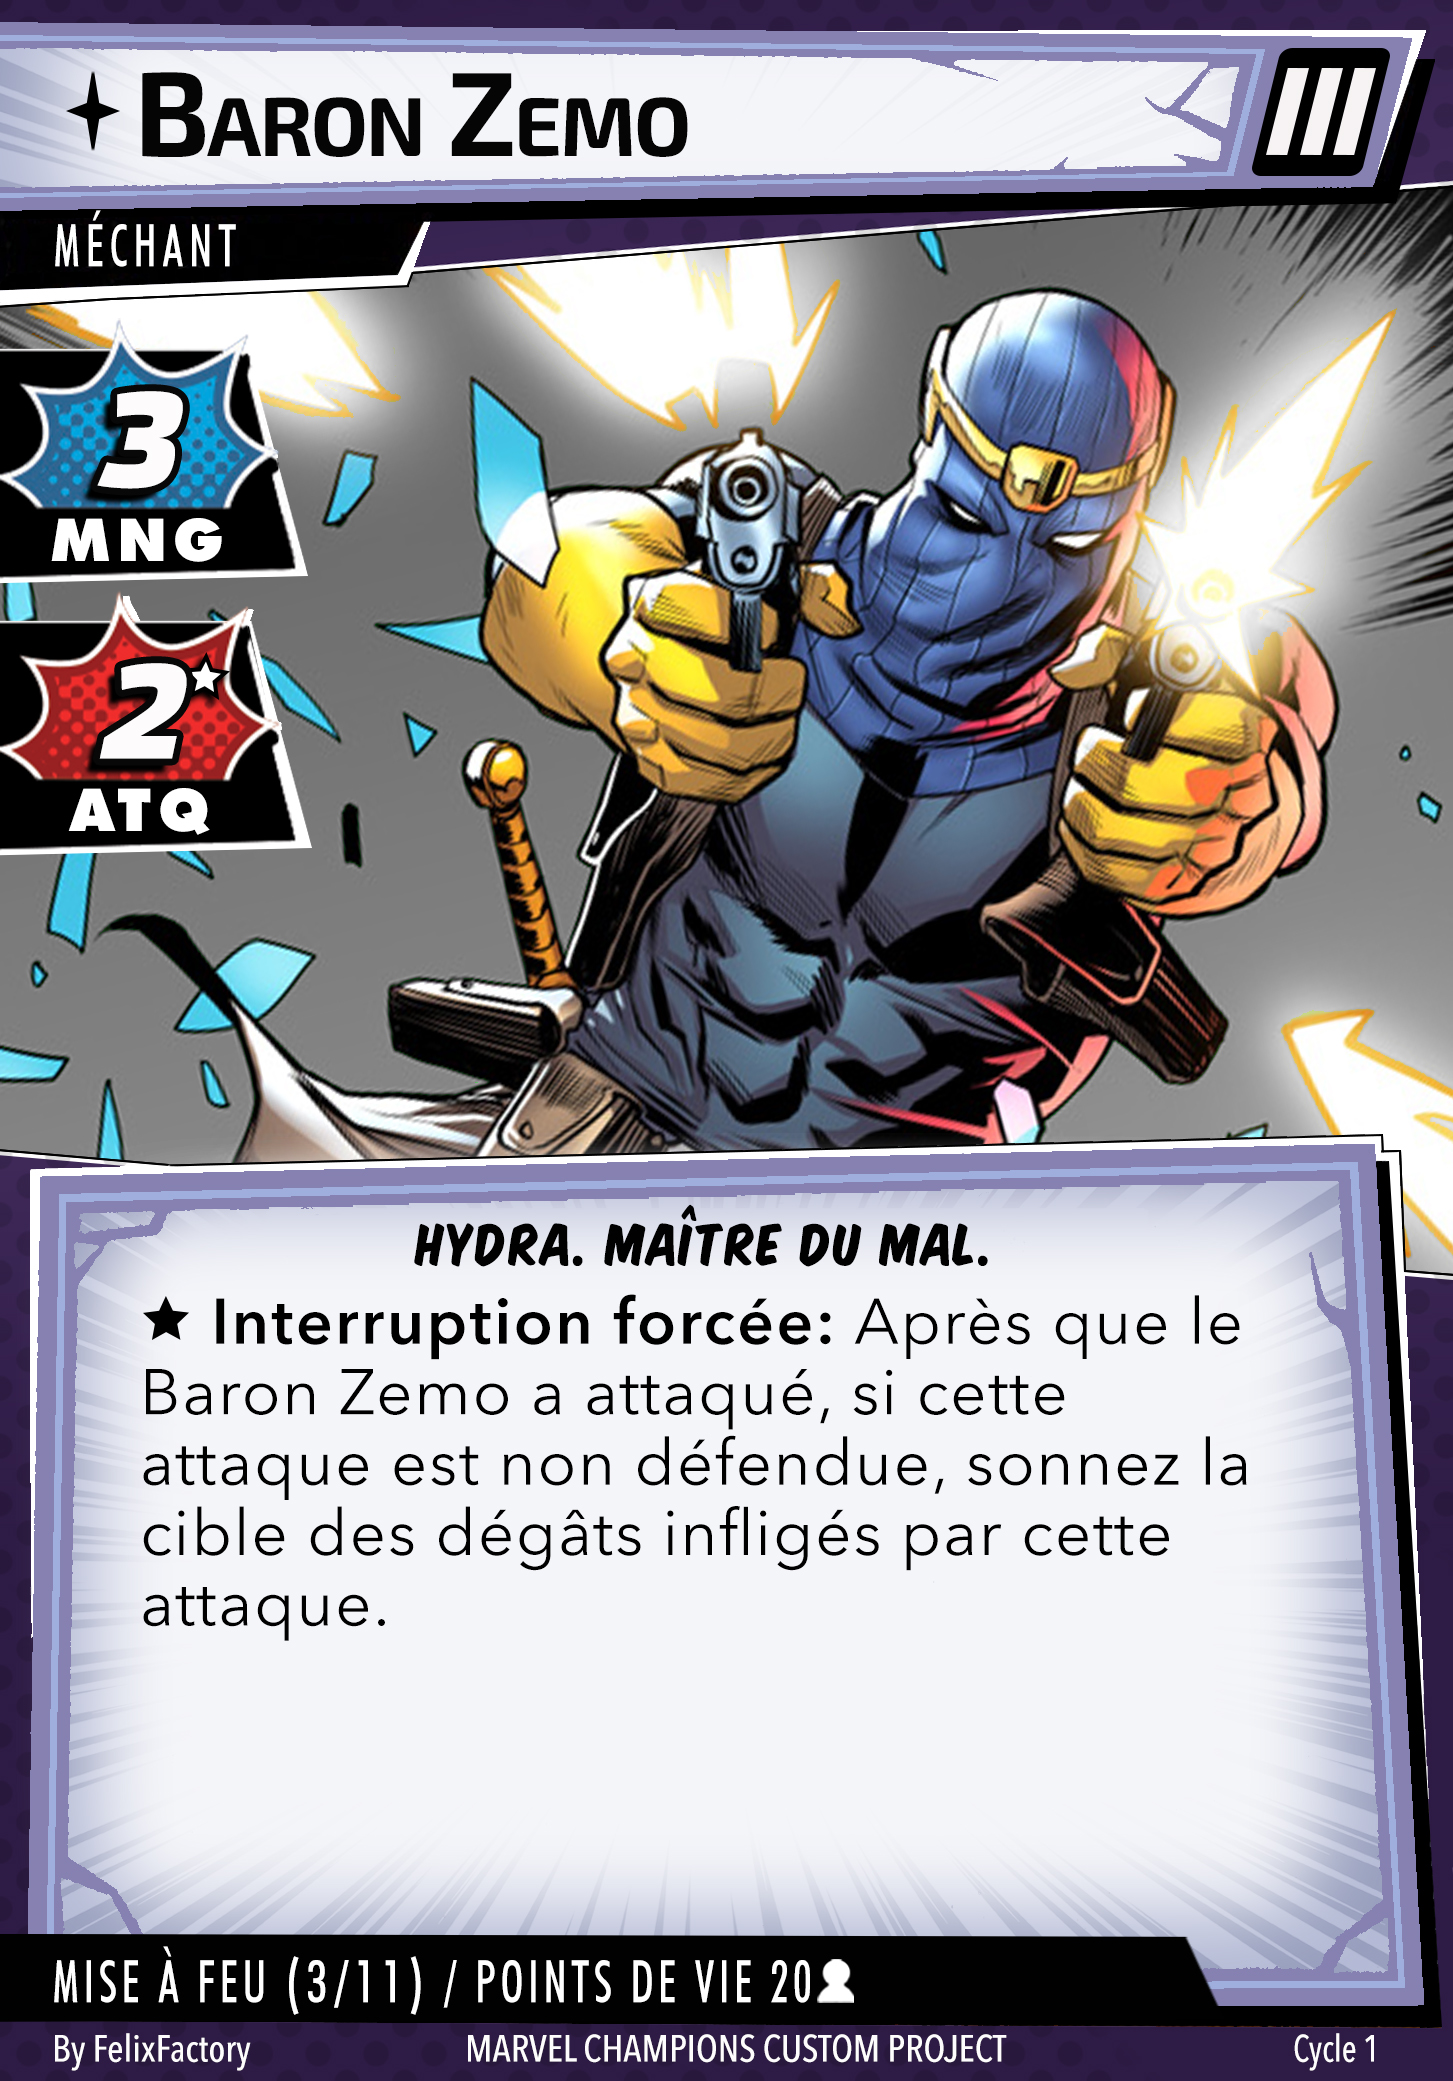 Baron Zemo
III
MÉCHANT
3
MNG
2
ATQ
HYDRA. MAÎTRE DU MAL.
★ Interruption forcée: Après que le
Baron Zemo a attaqué, si cette
attaque est non défendue, sonnez la
cible des dégâts infligés par cette
attaque.
MISE À FEU (3/11) / POINTS DE VIE 20
By FelixFactory
MARVEL CHAMPIONS CUSTOM PROJECT
Cycle 1